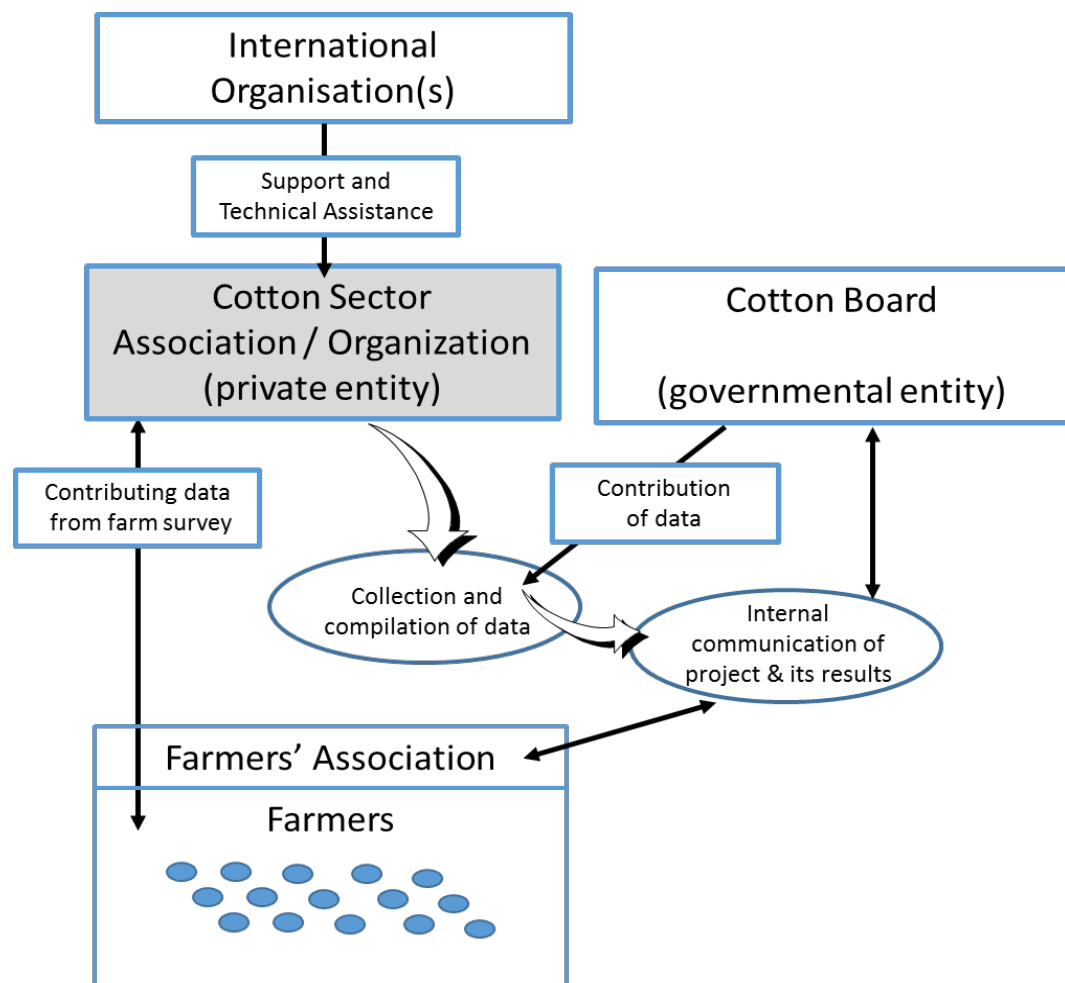 International
Organisation(s)
Support and
Technical Assistance
Cotton Sector
Association / Organization
(private entity)
Cotton Board
(governmental entity)
Contributing data
from farm survey
Contribution
of data
Collection and
compilation of data
Internal
communication of
project & its results
Farmers’ Association
Farmers